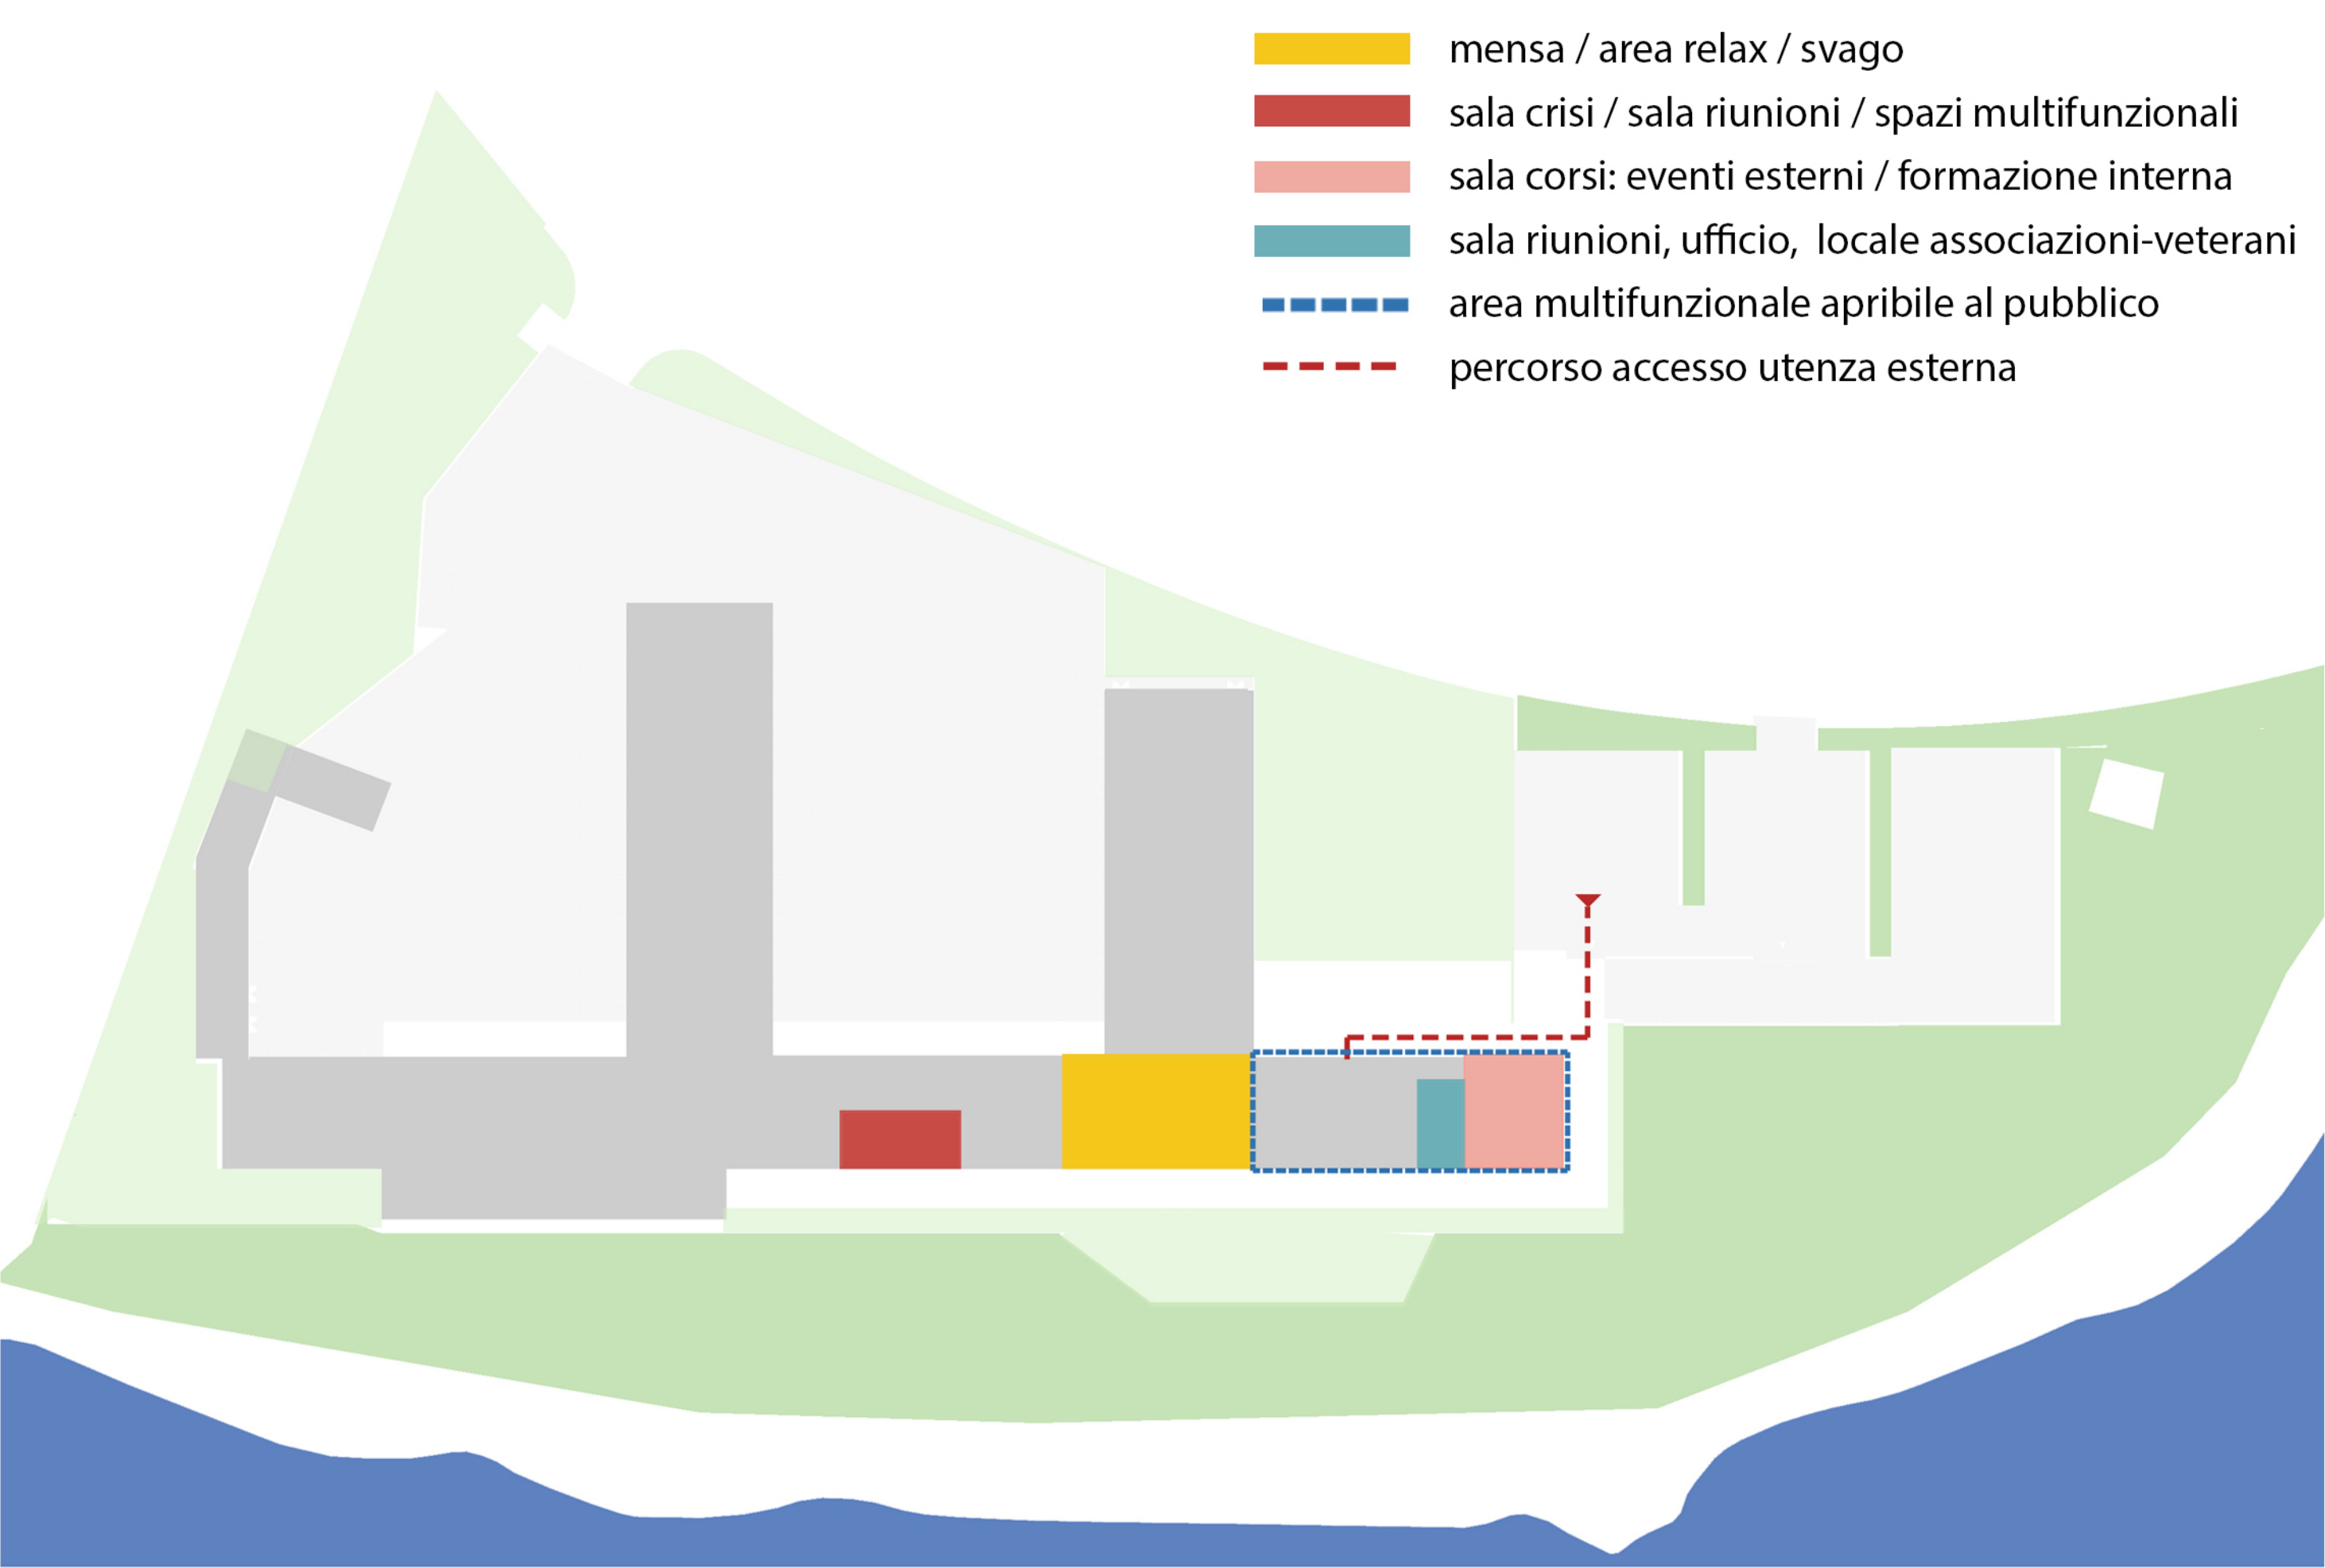 mensa / area relax / svago
sala crisi / sala riunioni / spazi multifunzionali
sala corsi: eventi esterni / formazione interna
sala riunioni, ufficio,  locale associazioni-veterani
area multifunzionale apribile al pubblico
percorso accesso utenza esterna